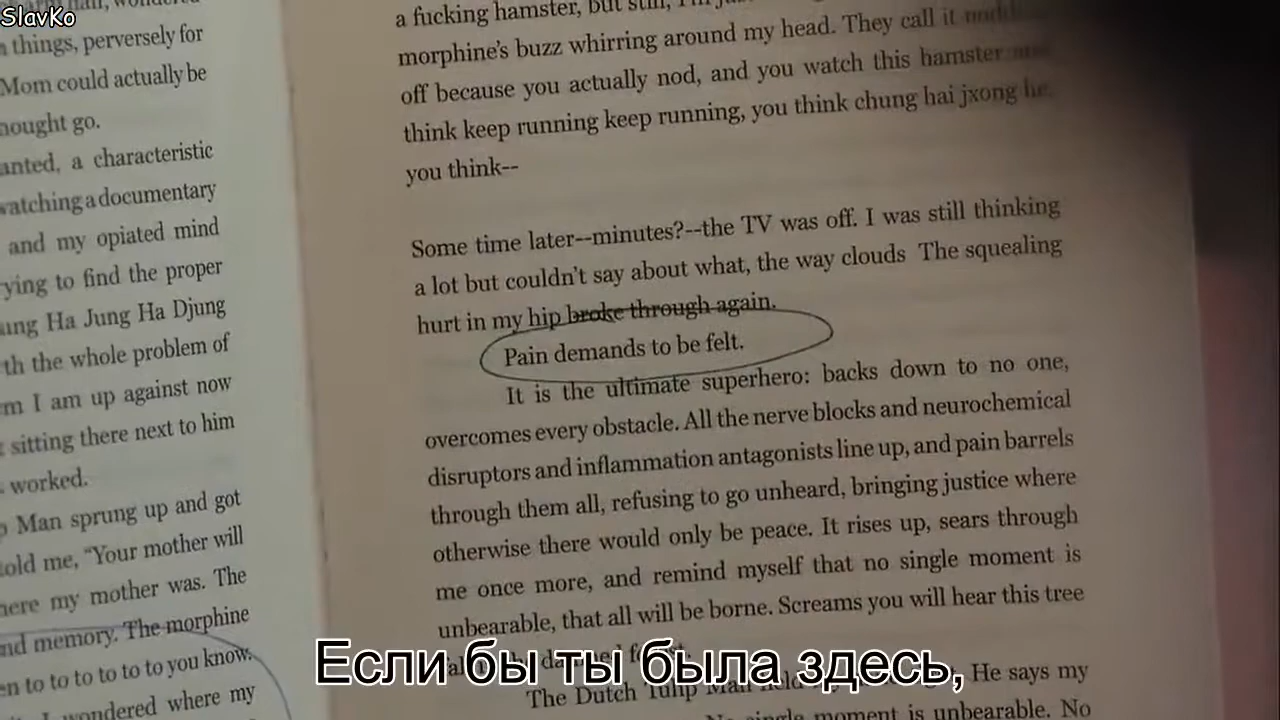 SlavKo
things, perversely for
Mom could actually be
hought go.
anted, a characteristic
watching a documentary
and my opiated mind
ying to find the proper
ung Ha Jung Ha Djung
th the whole problem of
m I am up against now
sitting there next to him
worked.
Man sprung up and got
told me, "Your mother will
here my mother was. The
nd memory. The morphine
en to to to to to you know.
I wondered where my
a fucking hamster, but still, I'm just
morphine's buzz whirring around my head. They call it
off because you actually nod, and you watch this hamster
think keep running keep running, you think chung hai jxong he
you think--
Some time later--minutes?--the TV was off. I was still thinking
a lot but couldn't say about what, the way clouds The squealing
hurt in my hip broke through again.
Pain demands to be felt.
It is the ultimate superhero: backs down to no one,
overcomes every obstacle. All the nerve blocks and neurochemical
disruptors and inflammation antagonists line up, and pain barrels
through them all, refusing to go unheard, bringing justice where
otherwise there would only be peace. It rises up, sears through
me once more, and remind myself that no single moment is
unbearable, that all will be borne. Screams you will hear this tree
The Dutch Tulip Man He says my
single moment is unbearable. No
Если бы ты была здесь,